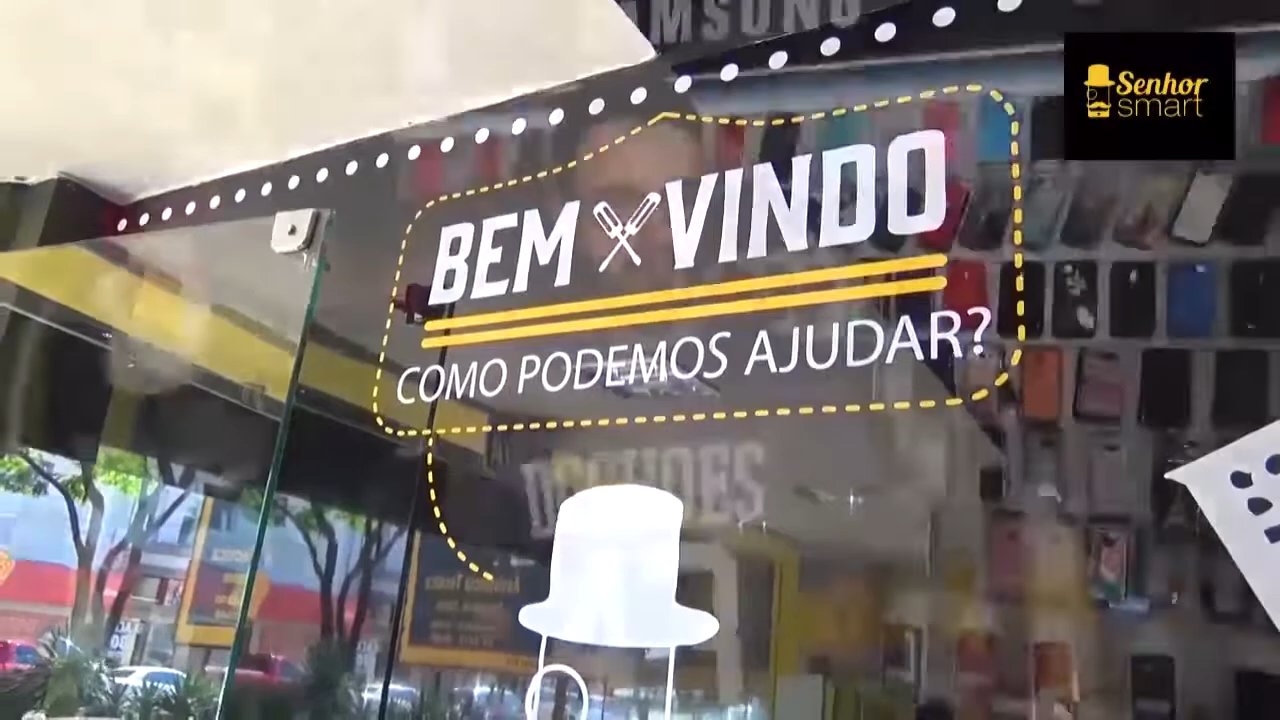 SAMSUNG
Senhor
smart
BEM VINDO
COMO PODEMOS AJUDAR?